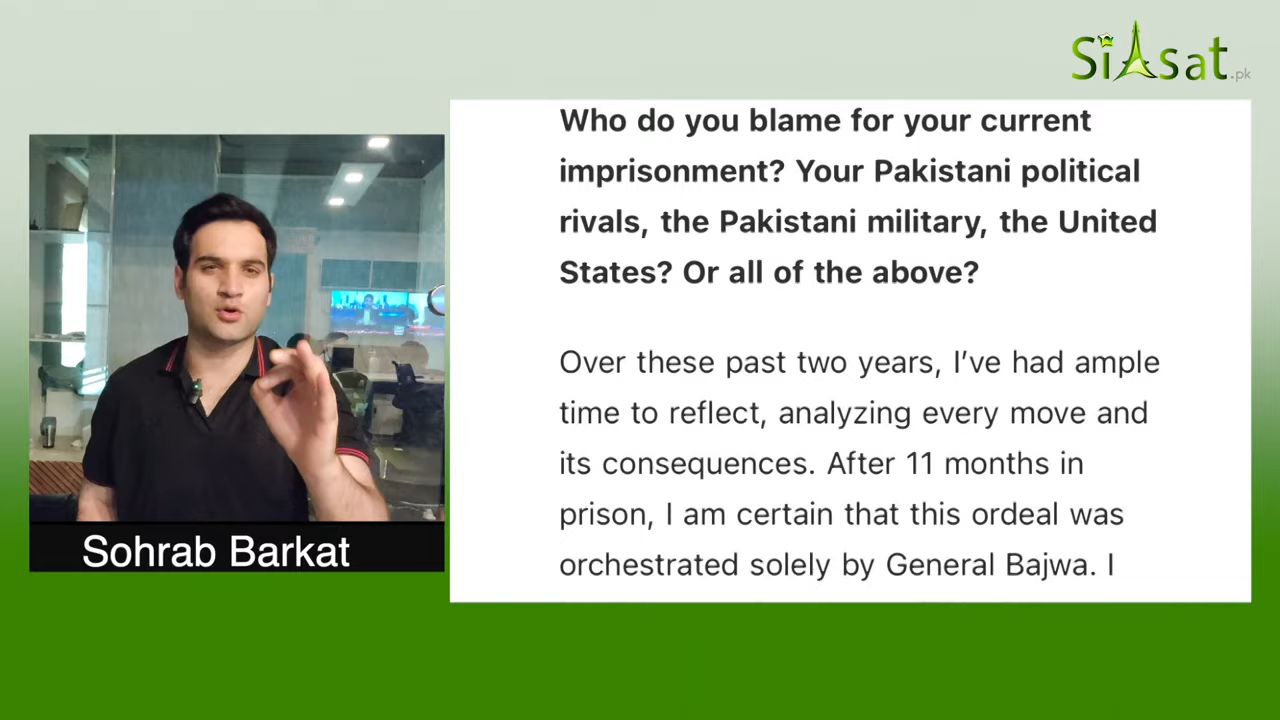 SiAsat.pk
Who do you blame for your current
imprisonment? Your Pakistani political
rivals, the Pakistani military, the United
States? Or all of the above?
Over these past two years, I’ve had ample
time to reflect, analyzing every move and
its consequences. After 11 months in
prison, I am certain that this ordeal was
orchestrated solely by General Bajwa. I
Sohrab Barkat